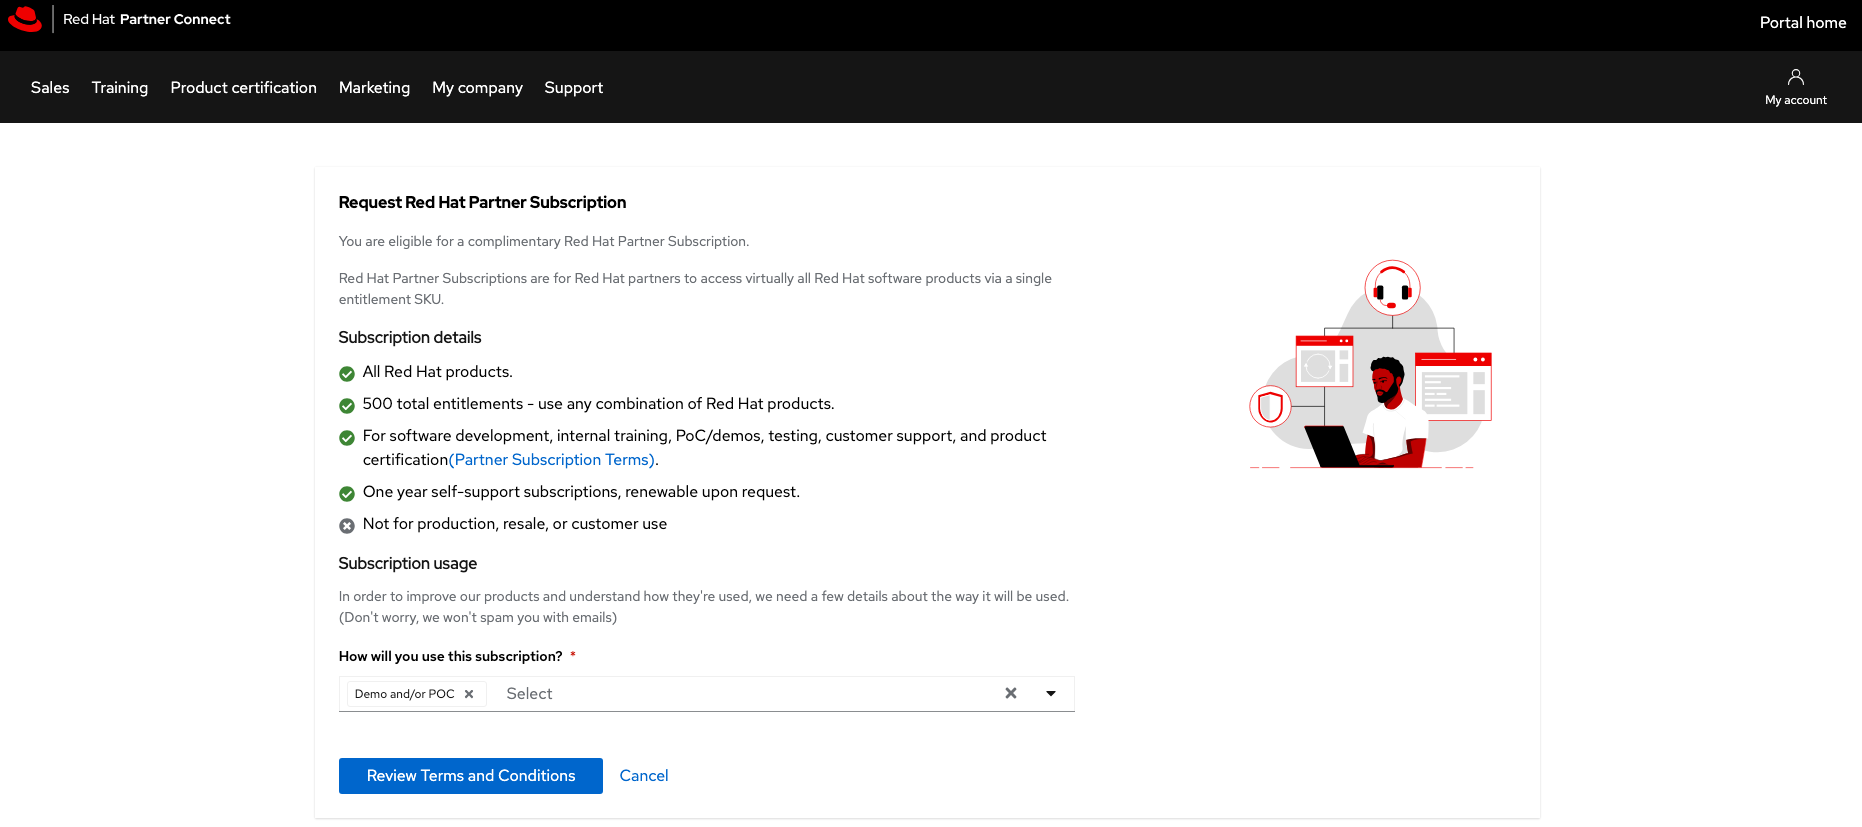 Red Hat Partner Connect
Portal home
Sales Training Product certification Marketing My company Support
My account
Request Red Hat Partner Subscription
You are eligible for a complimentary Red Hat Partner Subscription.
Red Hat Partner Subscriptions are for Red Hat partners to access virtually all Red Hat software products via a single
entitlement SKU.
Subscription details
All Red Hat products.
500 total entitlements - use any combination of Red Hat products.
For software development, internal training, PoC/demos, testing, customer support, and product
certification(Partner Subscription Terms).
One year self-support subscriptions, renewable upon request.
Not for production, resale, or customer use
Subscription usage
In order to improve our products and understand how they're used, we need a few details about the way it will be used.
(Don't worry, we won't spam you with emails)
How will you use this subscription? *
Demo and/or POC Select
Review Terms and Conditions Cancel